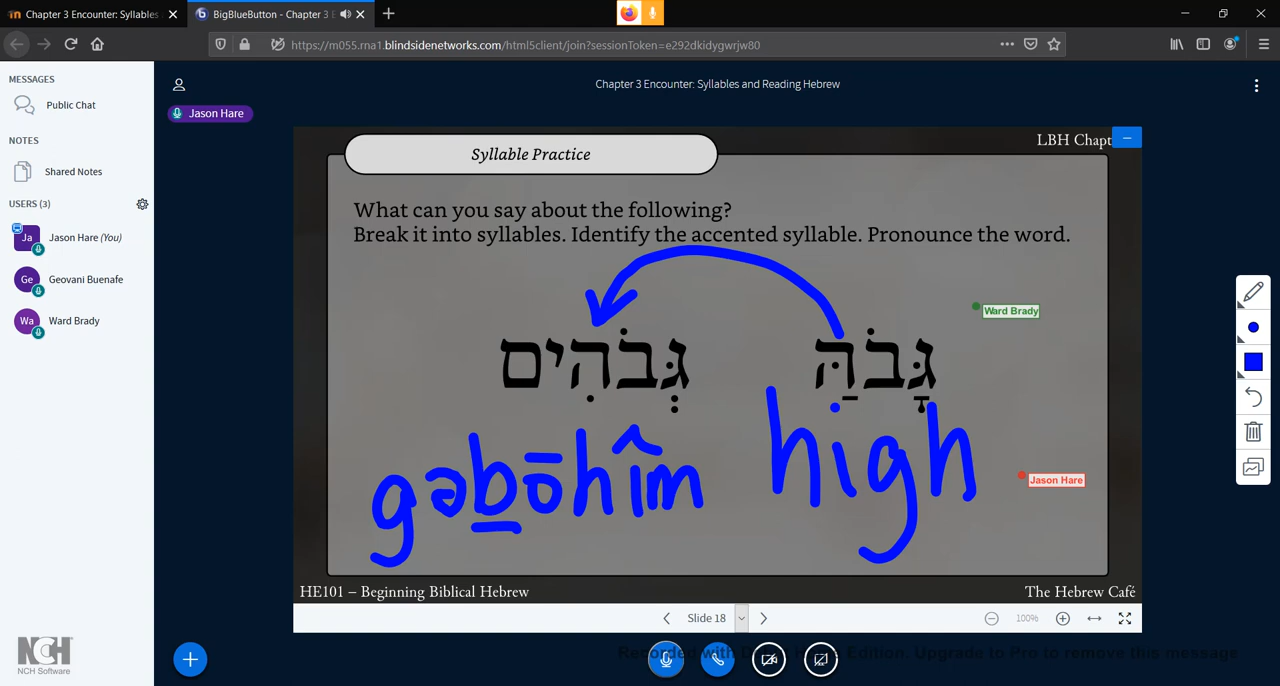 Chapter 3 Encounter: Syllables
BigBlueButton - Chapter 3 E
https://m055.rna1.blindsidenetworks.com/html5client/join?sessionToken=e292dkidygwrjw80
MESSAGES
Public Chat
NOTES
Shared Notes
USERS (3)
Ja
Jason Hare (You)
Ge
Geovani Buenafe
Wa
Ward Brady
Chapter 3 Encounter: Syllables and Reading Hebrew
Jason Hare
LBH Chapt
Syllable Practice
What can you say about the following?
Break it into syllables. Identify the accented syllable. Pronounce the word.
Ward Brady
גָּבֹהַּ
גְּבֹהִים
high
gəḇōhîm
Jason Hare
HE101 – Beginning Biblical Hebrew
The Hebrew Café
Slide 18
100%
NCH
NCH Software
Edition. Upgrade to Pro to remove this message